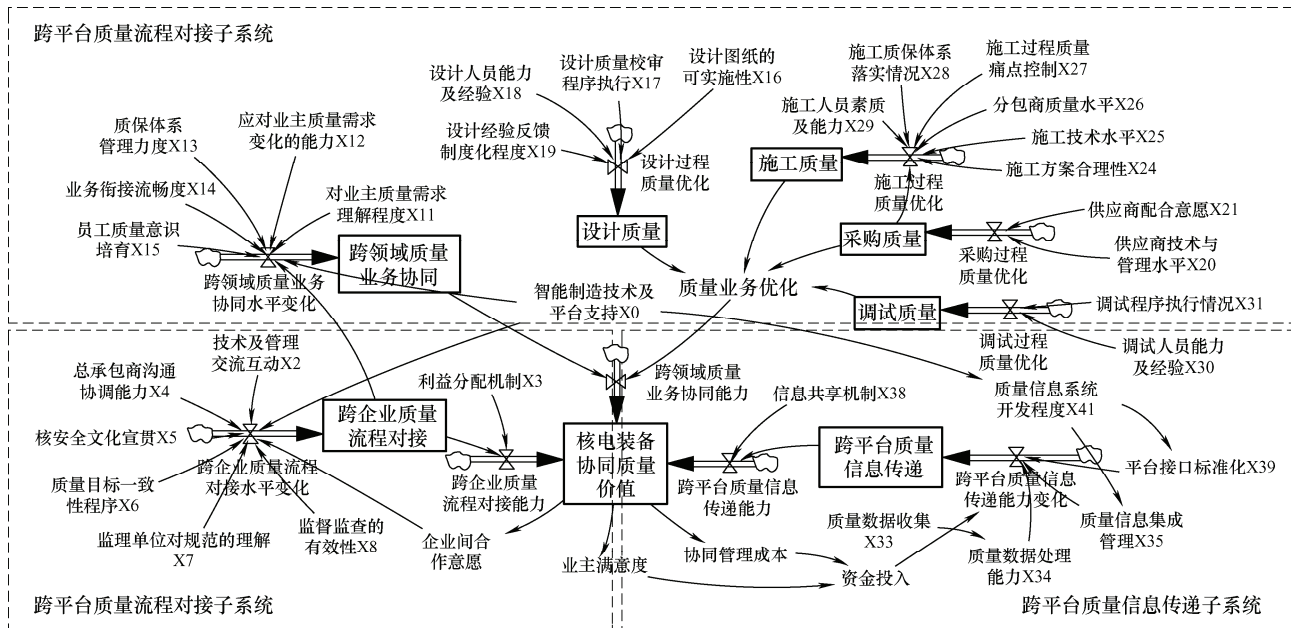 跨平台质量流程对接子系统
设计人员能力
及经验X18
设计质量校审
程序执行X17
设计图纸的
可实施性X16
设计经验反馈
制度化程度X19
设计过程
质量优化
设计质量
施工质保体系
落实情况X28
施工过程质量
痛点控制X27
施工人员素质
及能力X29
分包商质量水平X26
施工技术水平X25
施工方案合理性X24
施工质量
施工过程
质量优化
质保体系
管理力度X13
应对业主质量需求
变化的能力X12
业务衔接流畅度X14
对业主质量需求
理解程度X11
员工质量意识
培育X15
跨领域质量业务
协同水平变化
跨领域质量
业务协同
采购质量
供应商配合意愿X21
采购过程
质量优化
供应商技术与
管理水平X20
质量业务优化
智能制造技术及
平台支持X0
调试质量
调试程序执行情况X31
调试过程
质量优化
调试人员能力
及经验X30
技术及管理
交流互动X2
总承包商沟通
协调能力X4
核安全文化宣贯X5
质量目标一致
性程序X6
跨企业质量流程
对接水平变化
监理单位对规范的理解
X7
监督监查的
有效性X8
跨企业质量
流程对接
利益分配机制X3
跨企业质量
流程对接能力
企业间合
作意愿
跨领域质量
业务协同能力
核电装备
协同质量
价值
信息共享机制X38
跨平台质量信息
传递能力
跨平台质量
信息传递
质量信息系统
开发程度X41
平台接口标准化X39
跨平台质量信息
传递能力变化
质量信息集成
管理X35
质量数据收集
X33
质量数据处理
能力X34
业主满意度
协同管理成本
资金投入
跨平台质量流程对接子系统
跨平台质量信息传递子系统